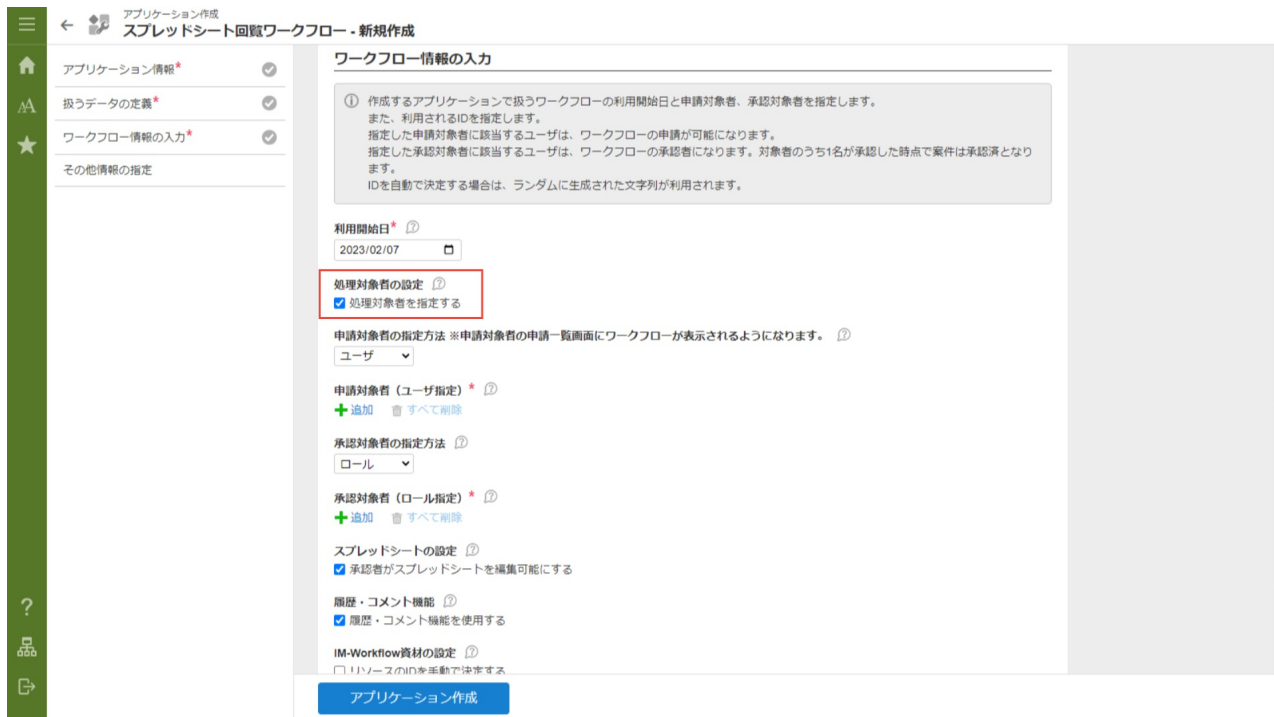 アプリケーション作成
スプレッドシート回覧ワークフロー - 新規作成
アプリケーション情報*
扱うデータの定義*
ワークフロー情報の入力*
その他情報の指定
ワークフロー情報の入力
作成するアプリケーションで扱うワークフローの利用開始日と申請対象者、承認対象者を指定します。
また、利用されるIDを指定します。
指定した申請対象者に該当するユーザは、ワークフローの申請が可能になります。
指定した承認対象者に該当するユーザは、ワークフローの承認者になります。対象者のうち1名が承認した時点で案件は承認済となり
ます。
IDを自動で決定する場合は、ランダムに生成された文字列が利用されます。
利用開始日*
2023/02/07
処理対象者の設定
処理対象者を指定する
申請対象者の指定方法 ※申請対象者の申請一覧画面にワークフローが表示されるようになります。
ユーザ
申請対象者（ユーザ指定）*
追加 すべて削除
承認対象者の指定方法
ロール
承認対象者（ロール指定）*
追加 すべて削除
スプレッドシートの設定
承認者がスプレッドシートを編集可能にする
履歴・コメント機能
履歴・コメント機能を使用する
IM-Workflow資材の設定
リソースのIDを手動で決定する
アプリケーション作成